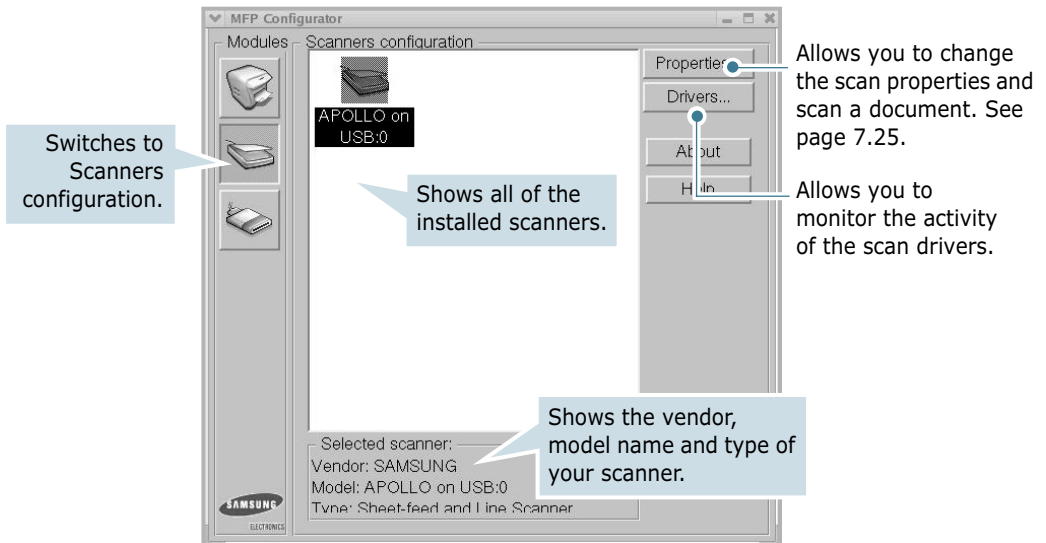 MFP Configurator
Modules
Scanners configuration
APOLLO on
USB:0
Properties
Drivers...
About
Help
Switches to
Scanners
configuration.
Shows all of the
installed scanners.
Allows you to change
the scan properties and
scan a document. See
page 7.25.
Allows you to
monitor the activity
of the scan drivers.
Shows the vendor,
model name and type of
your scanner.
Selected scanner:
Vendor: SAMSUNG
Model: APOLLO on USB:0
Type: Sheet-feed and Line Scanner
SAMSUNG
ELECTRONICS